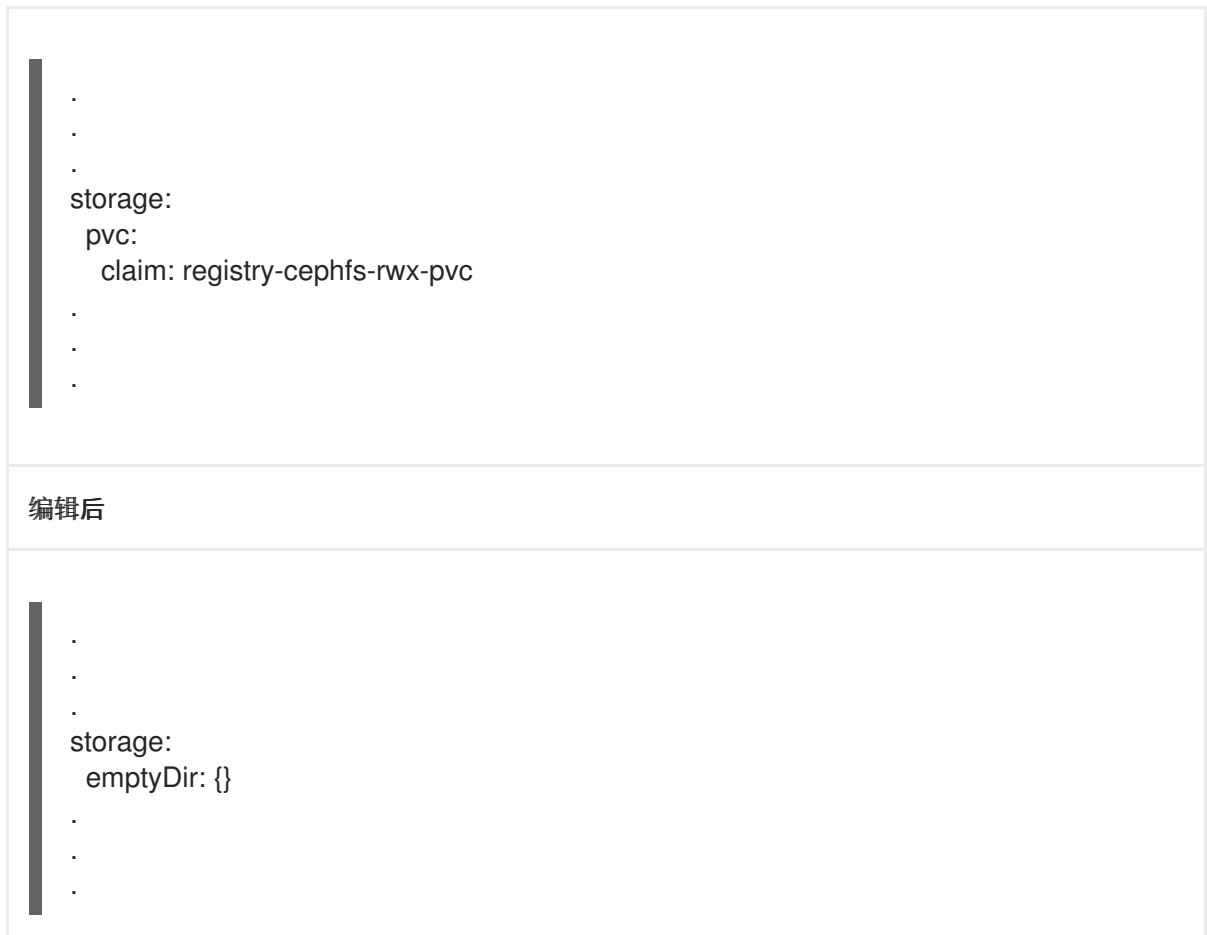 .
.
.
storage:
  pvc:
    claim: registry-cephfs-rwx-pvc
.
.
.
编辑后
.
.
.
storage:
  emptyDir: {}
.
.
.